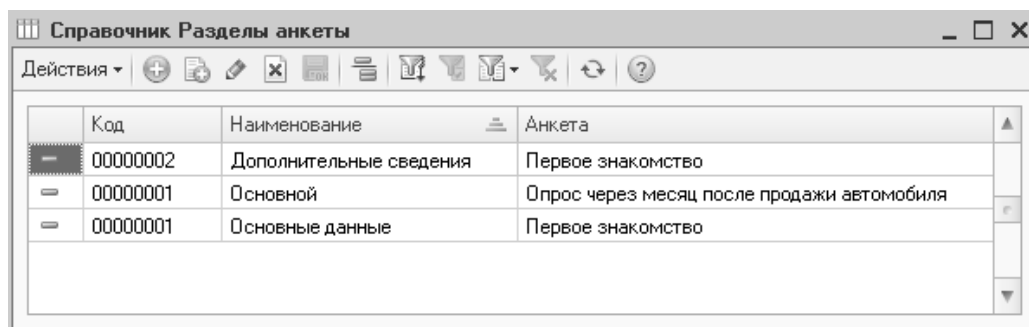 Справочник Разделы анкеты
Действия
Код Наименование Анкета
00000002 Дополнительные сведения Первое знакомство
00000001 Основной Опрос через месяц после продажи автомобиля
00000001 Основные данные Первое знакомство